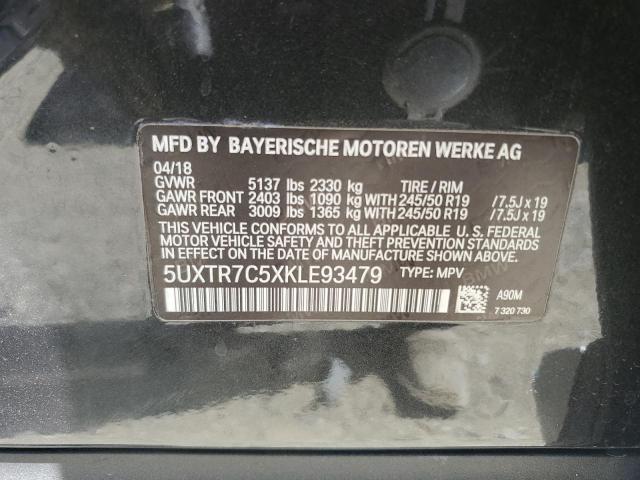 MFD BY BAYERISCHE MOTOREN WERKE AG
04/18
GVWR 5137 lbs 2330 kg TIRE / RIM
GAWR FRONT 2403 lbs 1090 kg WITH 245/50 R19 / 7.5J x 19
GAWR REAR 3009 lbs 1365 kg WITH 245/50 R19 / 7.5J x 19
THIS VEHICLE CONFORMS TO ALL APPLICABLE U.S. FEDERAL
MOTOR VEHICLE SAFETY STANDARDS
IN EFFECT ON THE DATE OF MANUFACTURE SHOWN ABOVE.
5UXTR7C5XKLE93479 TYPE: MPV
A90M
7 320 730